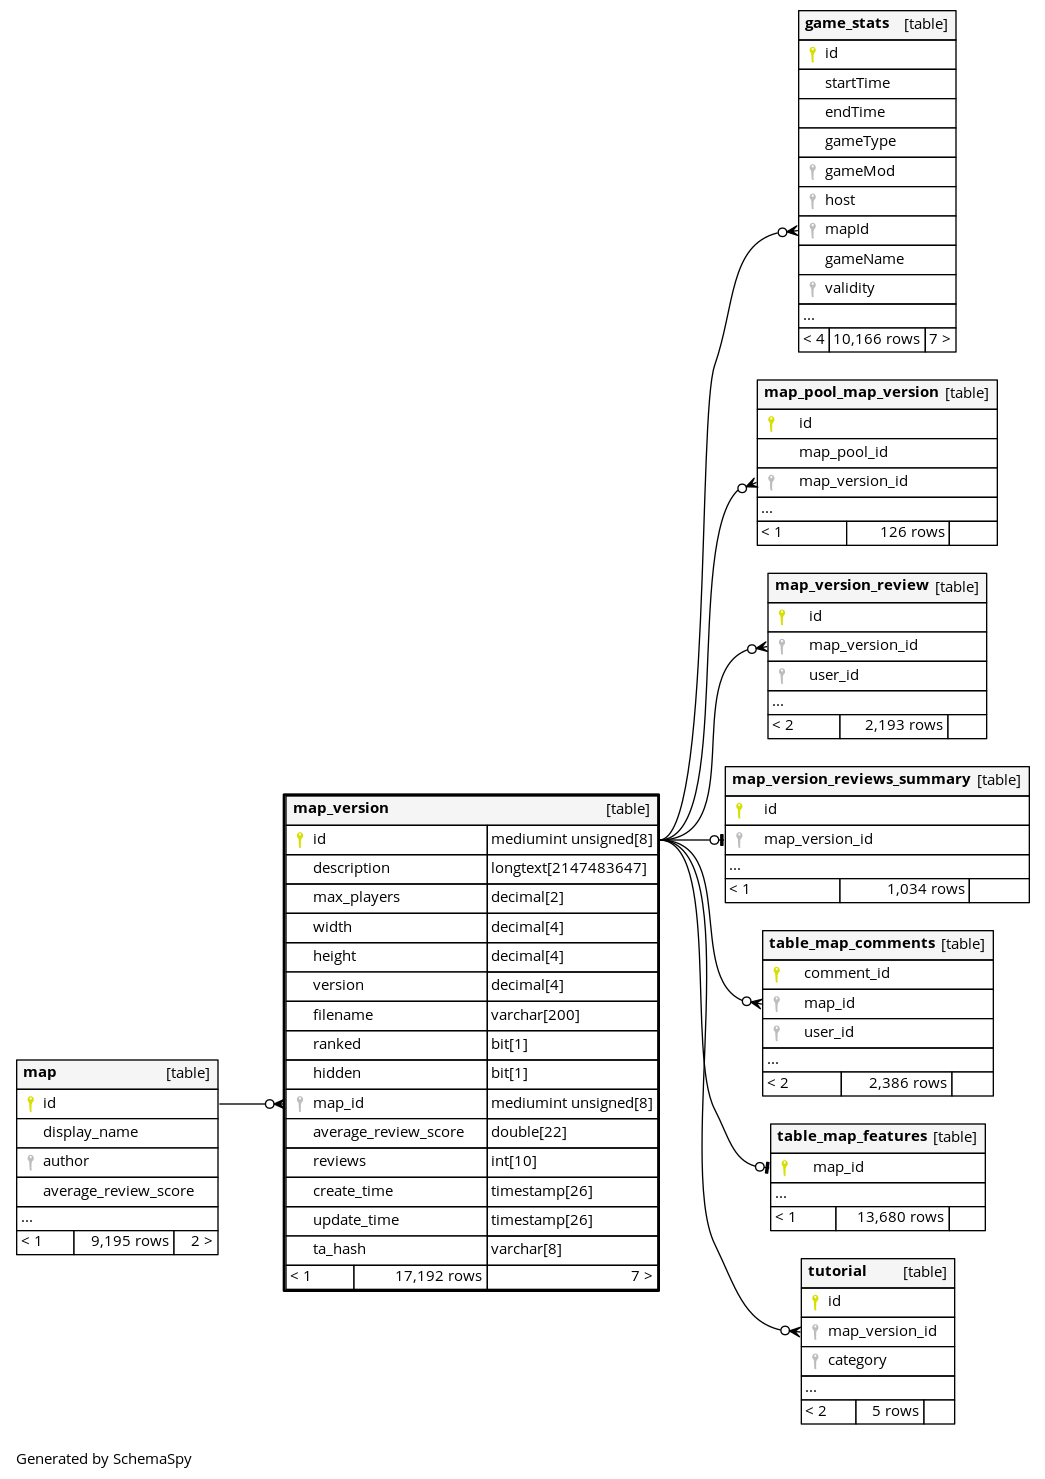 game_stats [table]
id
startTime
endTime
gameType
gameMod
host
mapId
gameName
validity
...
< 4 10,166 rows 7 >
map_pool_map_version [table]
id
map_pool_id
map_version_id
...
< 1 126 rows
map_version_review [table]
id
map_version_id
user_id
...
< 2 2,193 rows
map_version_reviews_summary [table]
id
map_version_id
...
< 1 1,034 rows
map_version [table]
id mediumint unsigned[8]
description longtext[2147483647]
max_players decimal[2]
width decimal[4]
height decimal[4]
version decimal[4]
filename varchar[200]
ranked bit[1]
hidden bit[1]
map_id mediumint unsigned[8]
average_review_score double[22]
reviews int[10]
create_time timestamp[26]
update_time timestamp[26]
ta_hash varchar[8]
< 1 17,192 rows 7 >
table_map_comments [table]
comment_id
map_id
user_id
...
< 2 2,386 rows
map [table]
id
display_name
author
average_review_score
...
< 1 9,195 rows 2 >
table_map_features [table]
map_id
...
< 1 13,680 rows
tutorial [table]
id
map_version_id
category
...
< 2 5 rows
Generated by SchemaSpy